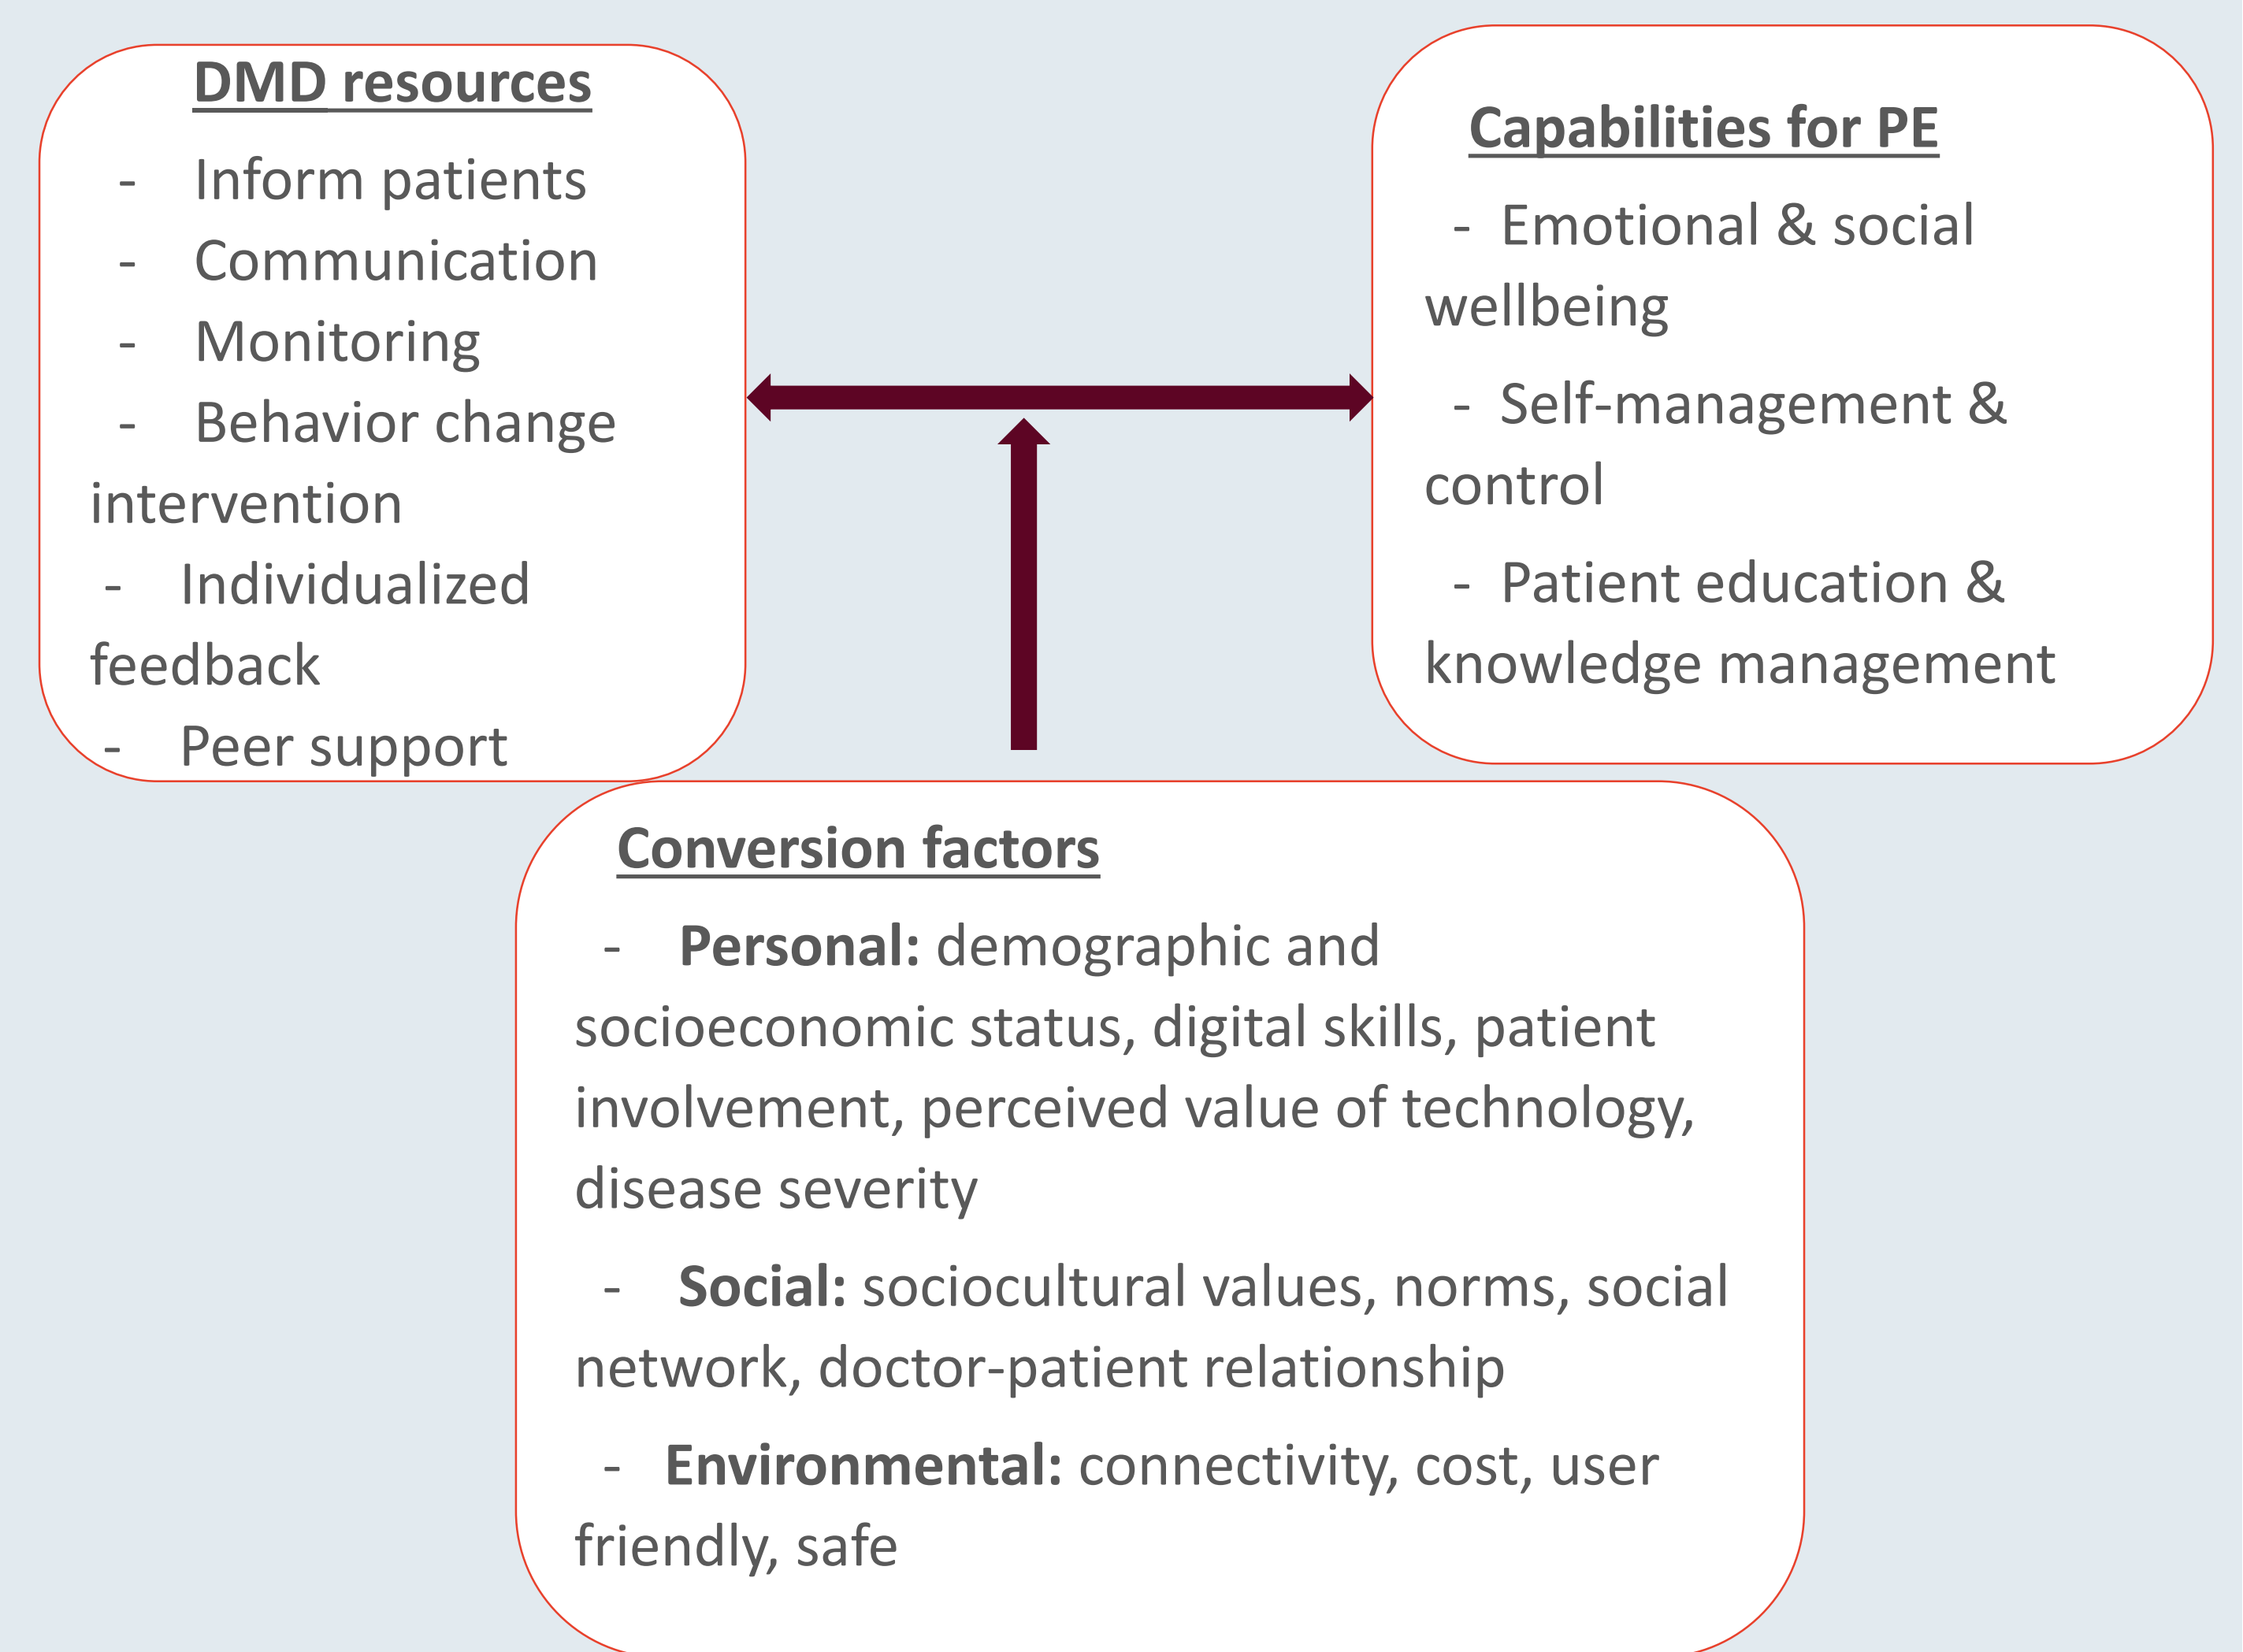 DMD resources
- Inform patients
- Communication
- Monitoring
- Behavior change
intervention
- Individualized
feedback
- Peer support
Capabilities for PE
- Emotional & social
wellbeing
- Self-management &
control
- Patient education &
knowledge management
Conversion factors
- Personal: demographic and
socioeconomic status, digital skills, patient
involvement, perceived value of technology,
disease severity
- Social: sociocultural values, norms, social
network, doctor-patient relationship
- Environmental: connectivity, cost, user
friendly, safe